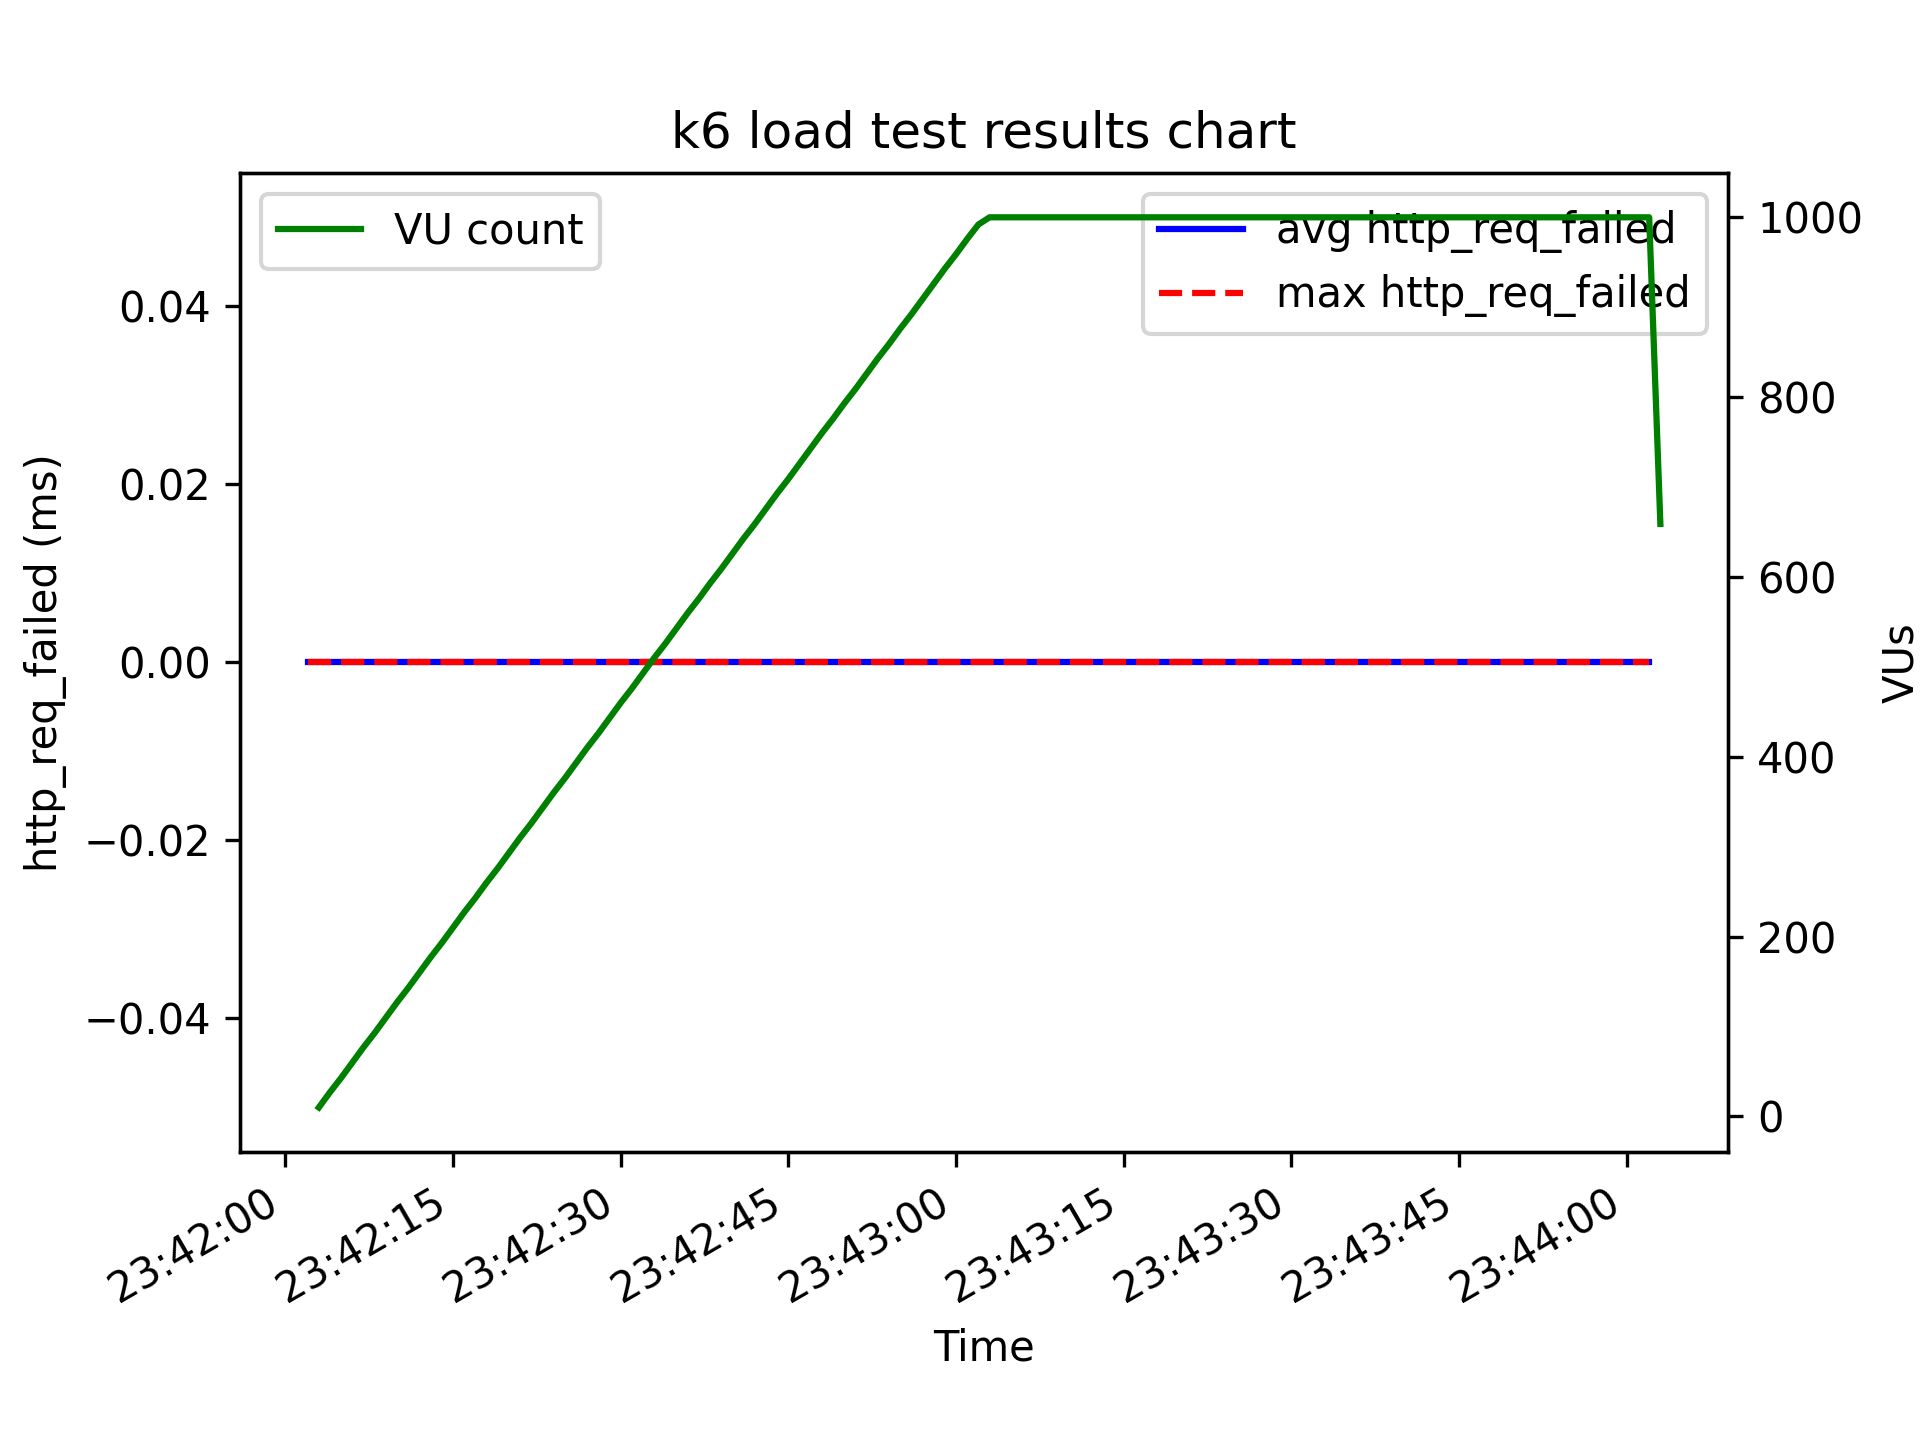 k6 load test results chart
VU count
avg http_req_failed
max http_req_failed
http_req_failed (ms)
0.04
0.02
0.00
−0.02
−0.04
1000
800
600
400
200
0
VUs
23:42:00
23:42:15
23:42:30
23:42:45
23:43:00
23:43:15
23:43:30
23:43:45
23:44:00
Time